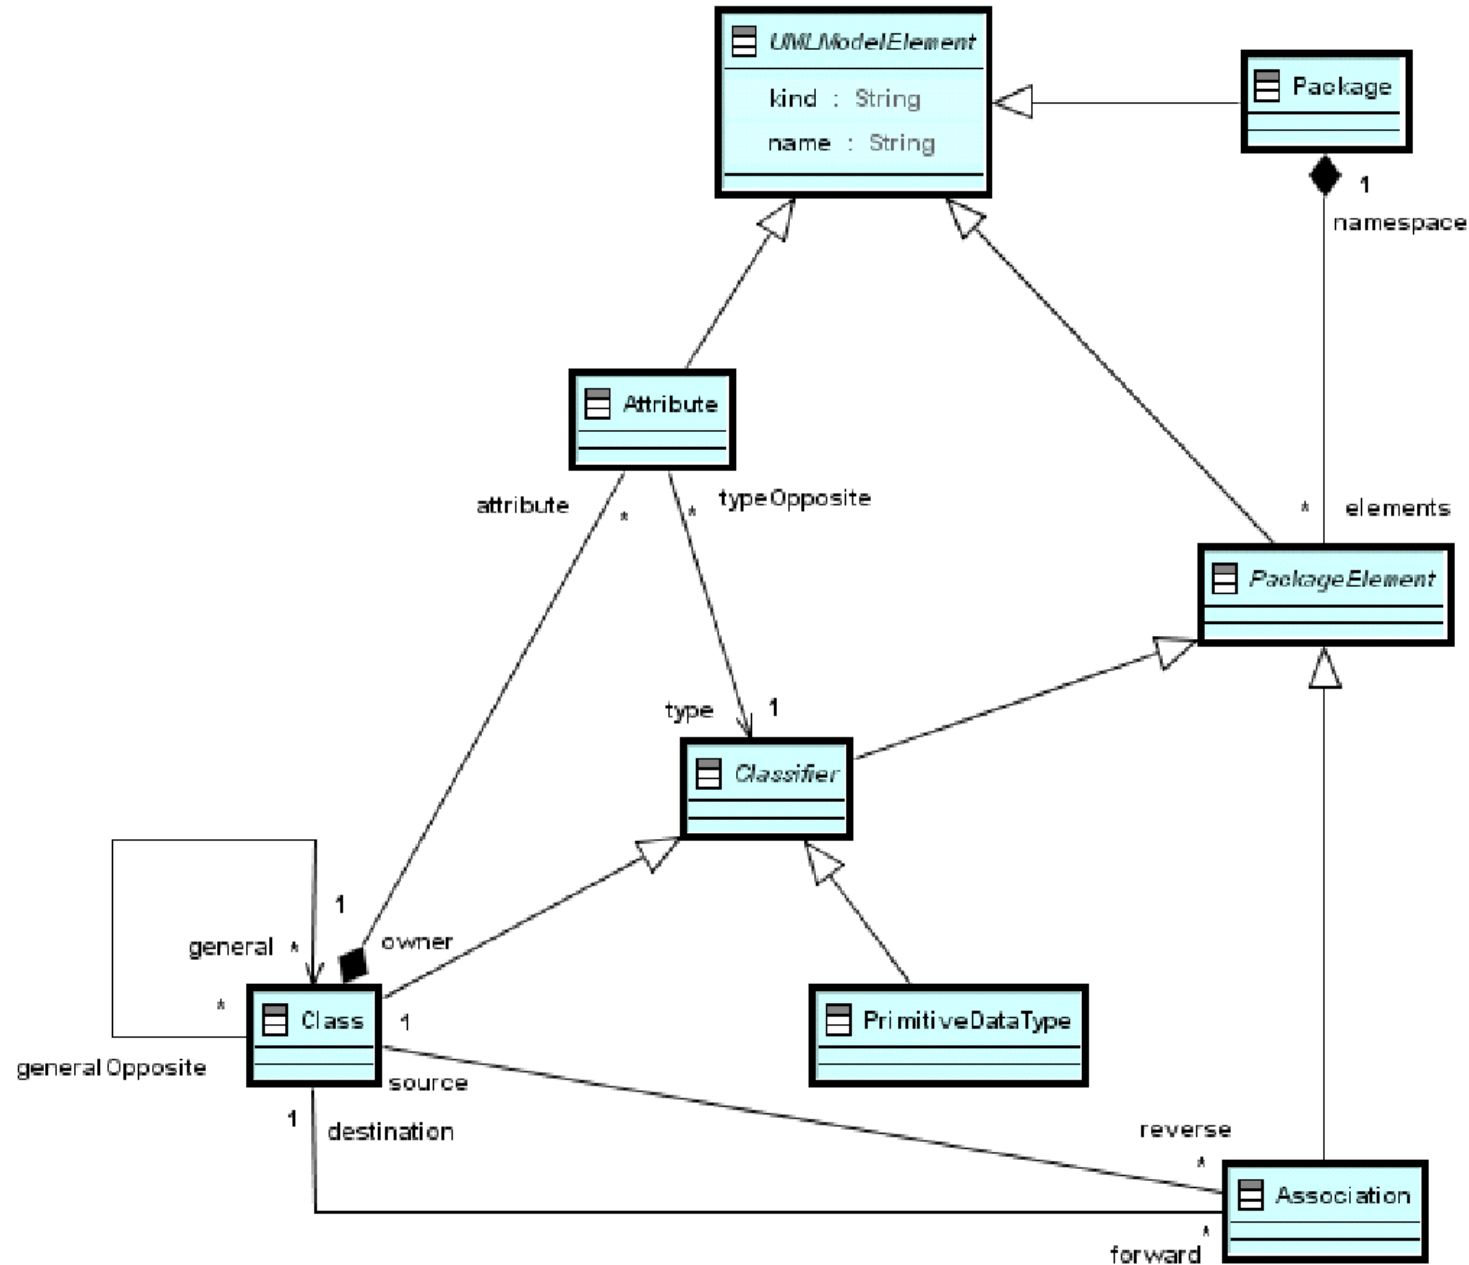 UMLModelElement
kind : String
name : String
Package
1
namespace
Attribute
attribute
*
*
typeOpposite
*
elements
PackageElement
type
1
Classifier
1
general
*
owner
*
Class
1
PrimitiveDataType
generalOpposite
source
1
destination
reverse
*
Association
*
forward